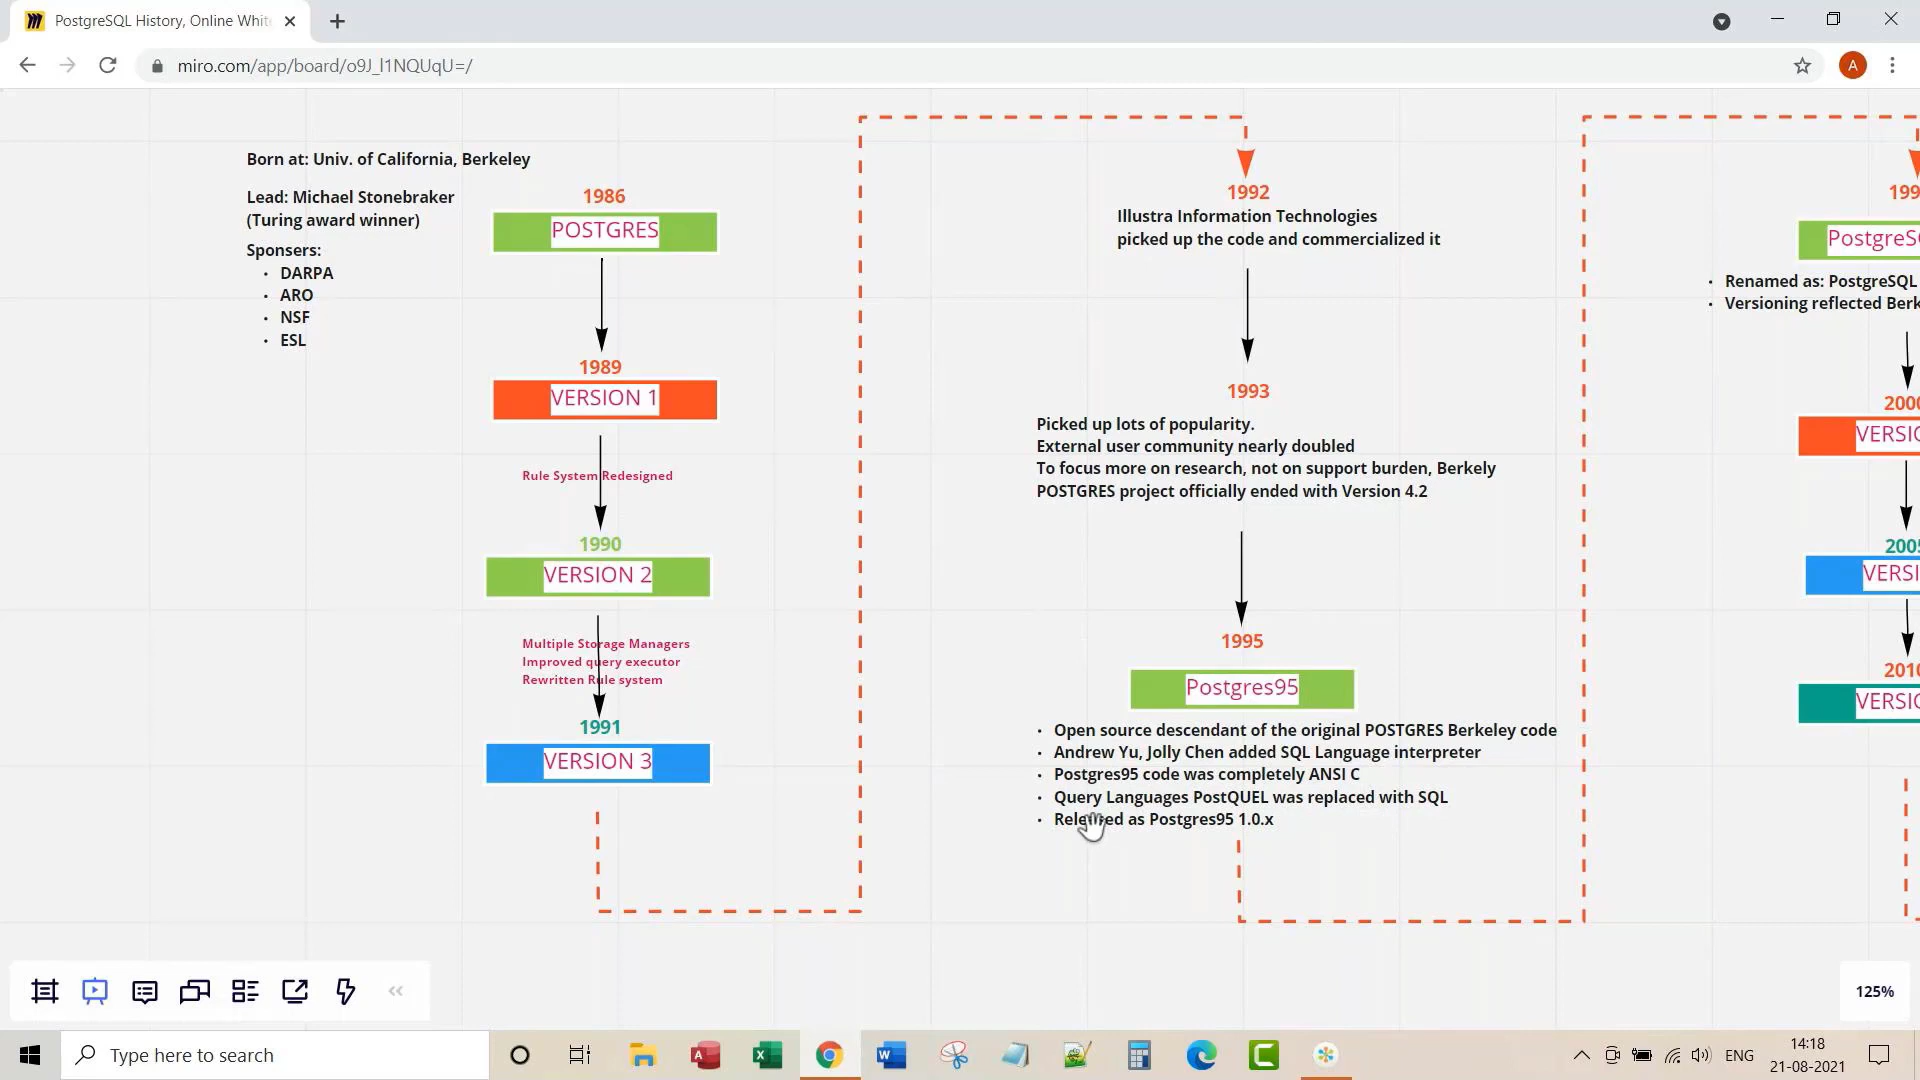 PostgreSQL History, Online Whit
miro.com/app/board/o9J_l1NQUqU=/
A
Born at: Univ. of California, Berkeley
Lead: Michael Stonebraker
(Turing award winner)
Sponsers:
· DARPA
· ARO
· NSF
· ESL
1986
POSTGRES
1989
VERSION 1
Rule System Redesigned
1990
VERSION 2
Multiple Storage Managers
Improved query executor
Rewritten Rule system
1991
VERSION 3
1992
Illustra Information Technologies
picked up the code and commercialized it
1993
Picked up lots of popularity.
External user community nearly doubled
To focus more on research, not on support burden, Berkely
POSTGRES project officially ended with Version 4.2
1995
Postgres95
· Open source descendant of the original POSTGRES Berkeley code
· Andrew Yu, Jolly Chen added SQL Language interpreter
· Postgres95 code was completely ANSI C
· Query Languages PostQUEL was replaced with SQL
· Released as Postgres95 1.0.x
199
PostgreS
· Renamed as: PostgreSQL
· Versioning reflected Berk
2000
VERSIO
2005
VERSI
2010
VERSIO
125%
Type here to search
ENG
14:18
21-08-2021